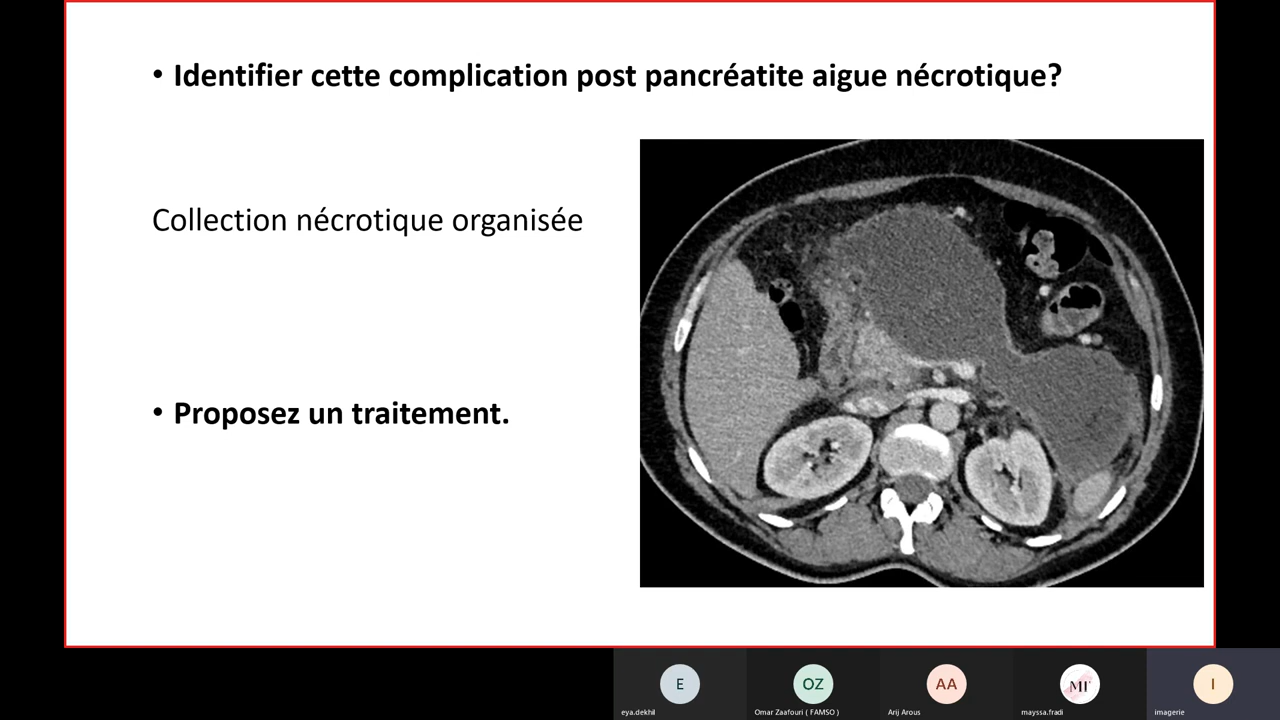 • Identifier cette complication post pancréatite aigue nécrotique?
Collection nécrotique organisée
• Proposez un traitement.
E
OZ
AA
MF
I
eya.dekhil
Omar Zaafouri ( FAMSO )
Arij Arous
mayssa.fradi
imagerie